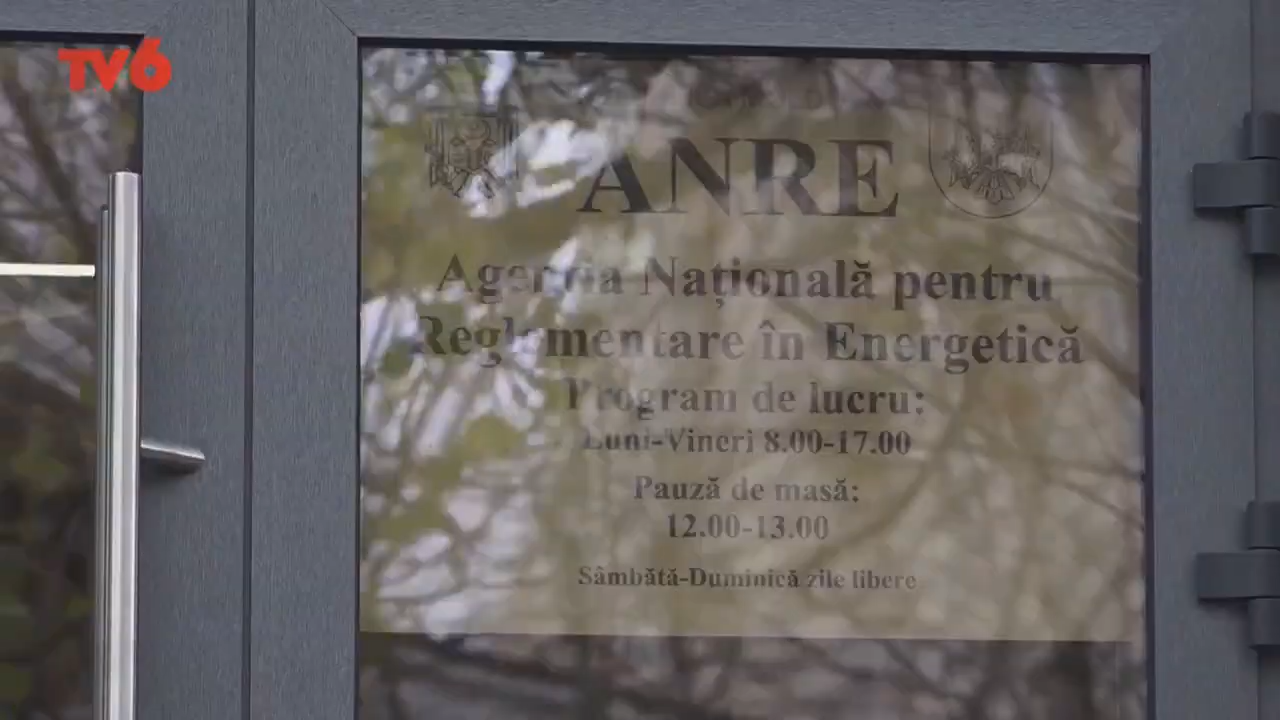 TV6
ANRE
Agenția Națională pentru
Reglementare în Energetică
Program de lucru:
Luni-Vineri 8.00-17.00
Pauză de masă:
12.00-13.00
Sâmbătă-Duminică zile libere